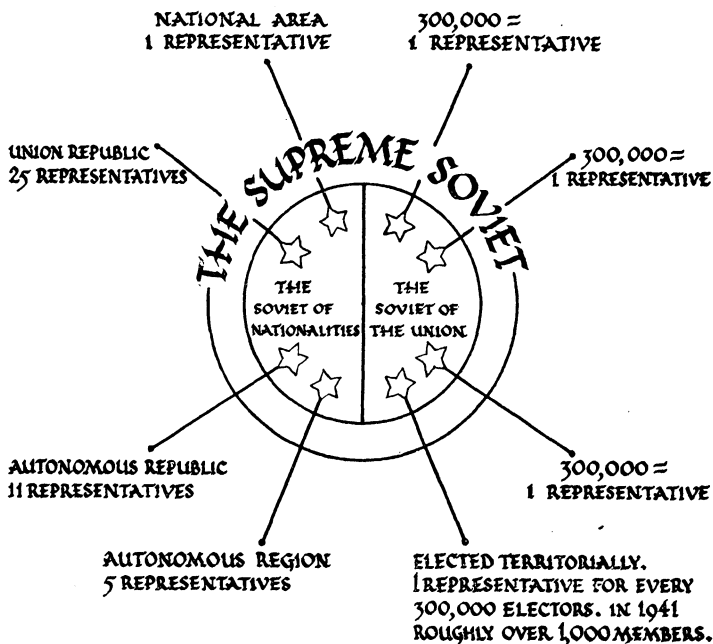 NATIONAL AREA
1 REPRESENTATIVE
300,000 =
1 REPRESENTATIVE
UNION REPUBLIC
25 REPRESENTATIVES
300,000 =
1 REPRESENTATIVE
THE SUPREME SOVIET
THE
SOVIET OF
NATIONALITIES
THE
SOVIET OF
THE UNION
AUTONOMOUS REPUBLIC
11 REPRESENTATIVES
300,000 =
1 REPRESENTATIVE
AUTONOMOUS REGION
5 REPRESENTATIVES
ELECTED TERRITORIALLY.
1 REPRESENTATIVE FOR EVERY
300,000 ELECTORS. IN 1941
ROUGHLY OVER 1,000 MEMBERS.